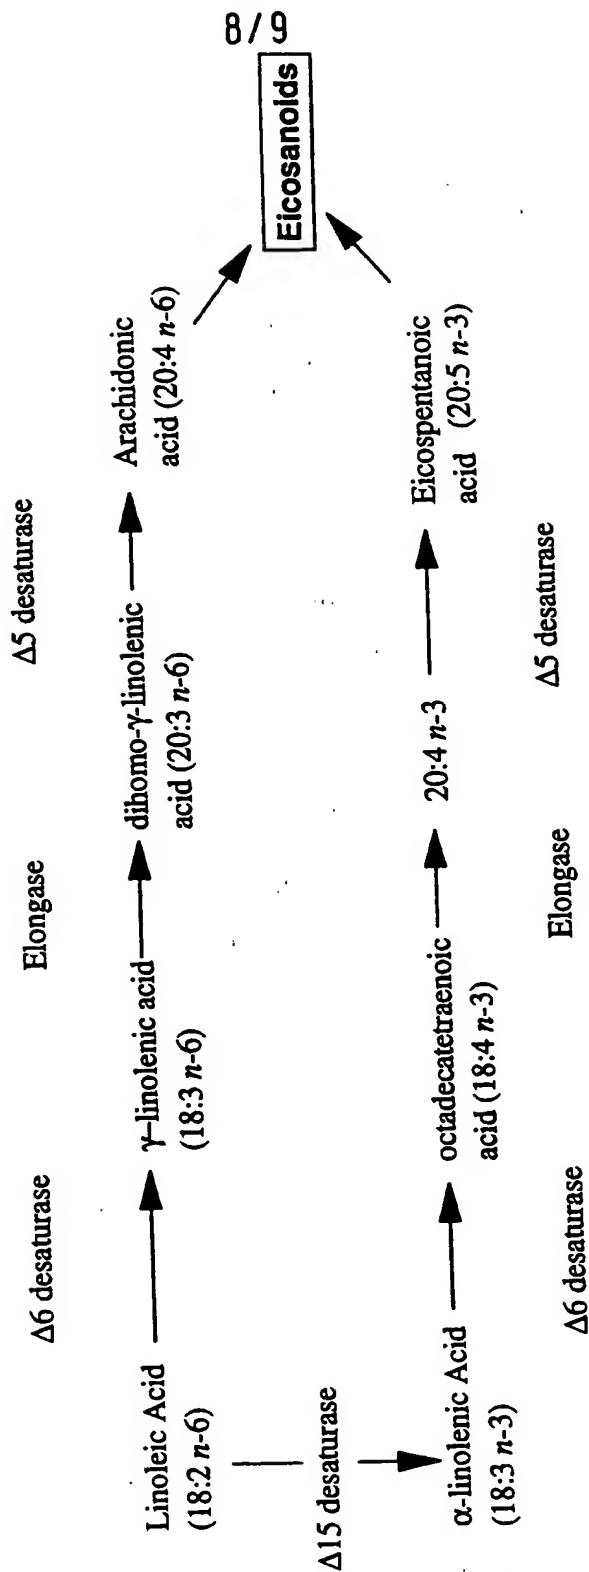 8/9
Δ6 desaturase
Elongase
Δ5 desaturase
Linoleic Acid
(18:2 n-6)
γ-linolenic acid
(18:3 n-6)
dihomo-γ-linolenic
acid (20:3 n-6)
Arachidonic
acid (20:4 n-6)
Eicosanoids
Δ15 desaturase
α-linolenic Acid
(18:3 n-3)
octadecatetraenoic
acid (18:4 n-3)
20:4 n-3
Eicospentanoic
acid (20:5 n-3)
Δ6 desaturase
Elongase
Δ5 desaturase